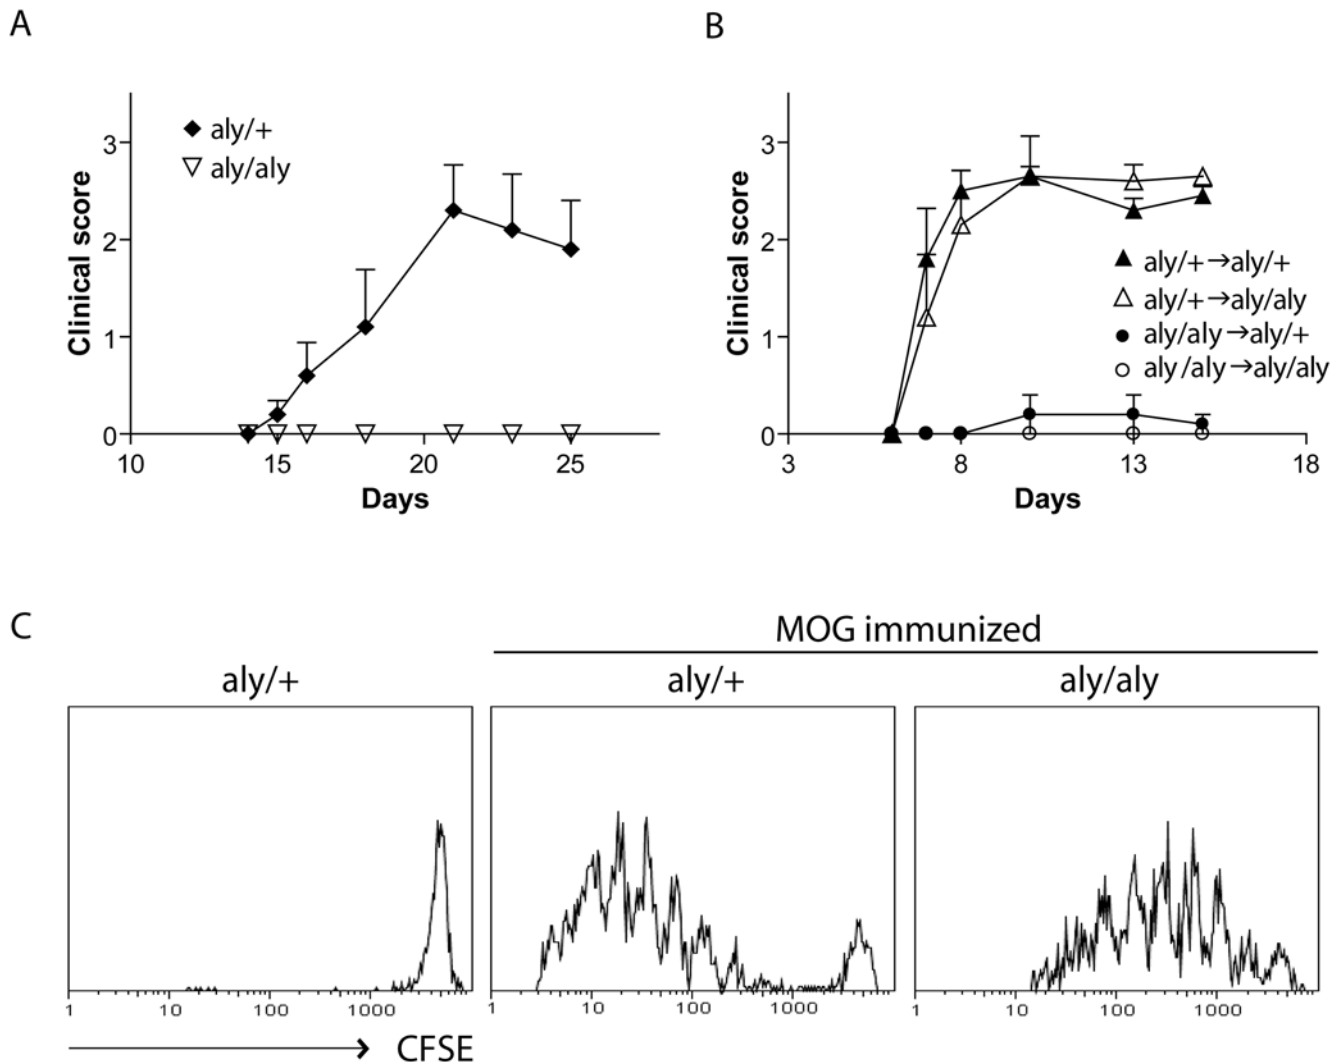 A
B
Clinical score
3
2
1
0
10
15
20
25
Days
aly/+
aly/aly
Clinical score
3
2
1
0
3
8
13
18
Days
aly/+→aly/+
aly/+→aly/aly
aly/aly→aly/+
aly /aly→aly/aly
C
MOG immunized
aly/+
aly/+
aly/aly
1 10 100 1000
1 10 100 1000
1 10 100 1000
CFSE